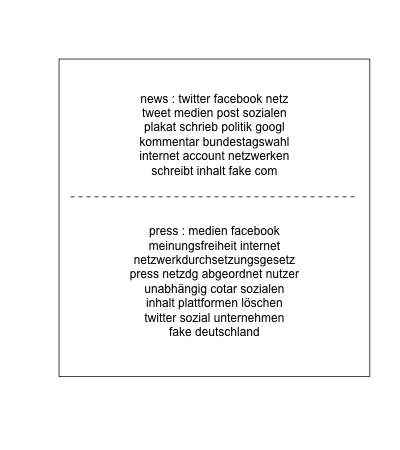 news : twitter facebook netz
tweet medien post sozialen
plakat schrieb politik googl
kommentar bundestagswahl
internet account netzwerken
schreibt inhalt fake com
press : medien facebook
meinungsfreiheit internet
netzwerkdurchsetzungsgesetz
press netzdg abgeordnet nutzer
unabhängig cotar sozialen
inhalt plattformen löschen
twitter sozial unternehmen
fake deutschland